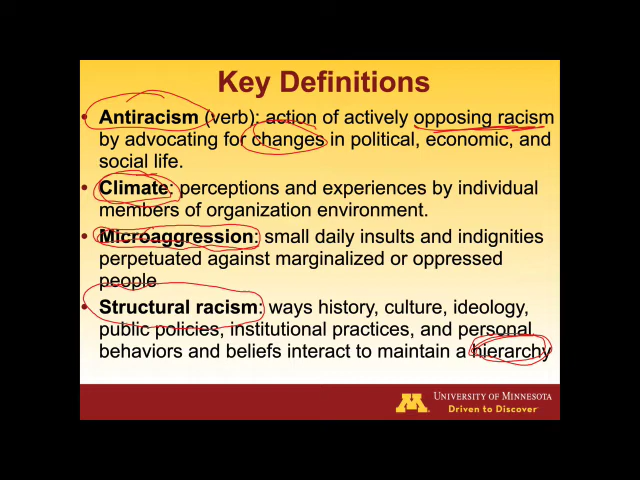 Key Definitions
• Antiracism (verb): action of actively opposing racism
by advocating for changes in political, economic, and
social life.
• Climate: perceptions and experiences by individual
members of organization environment.
• Microaggression: small daily insults and indignities
perpetuated against marginalized or oppressed
people
• Structural racism: ways history, culture, ideology,
public policies, institutional practices, and personal
behaviors and beliefs interact to maintain a hierarchy
M UNIVERSITY OF MINNESOTA
Driven to Discover